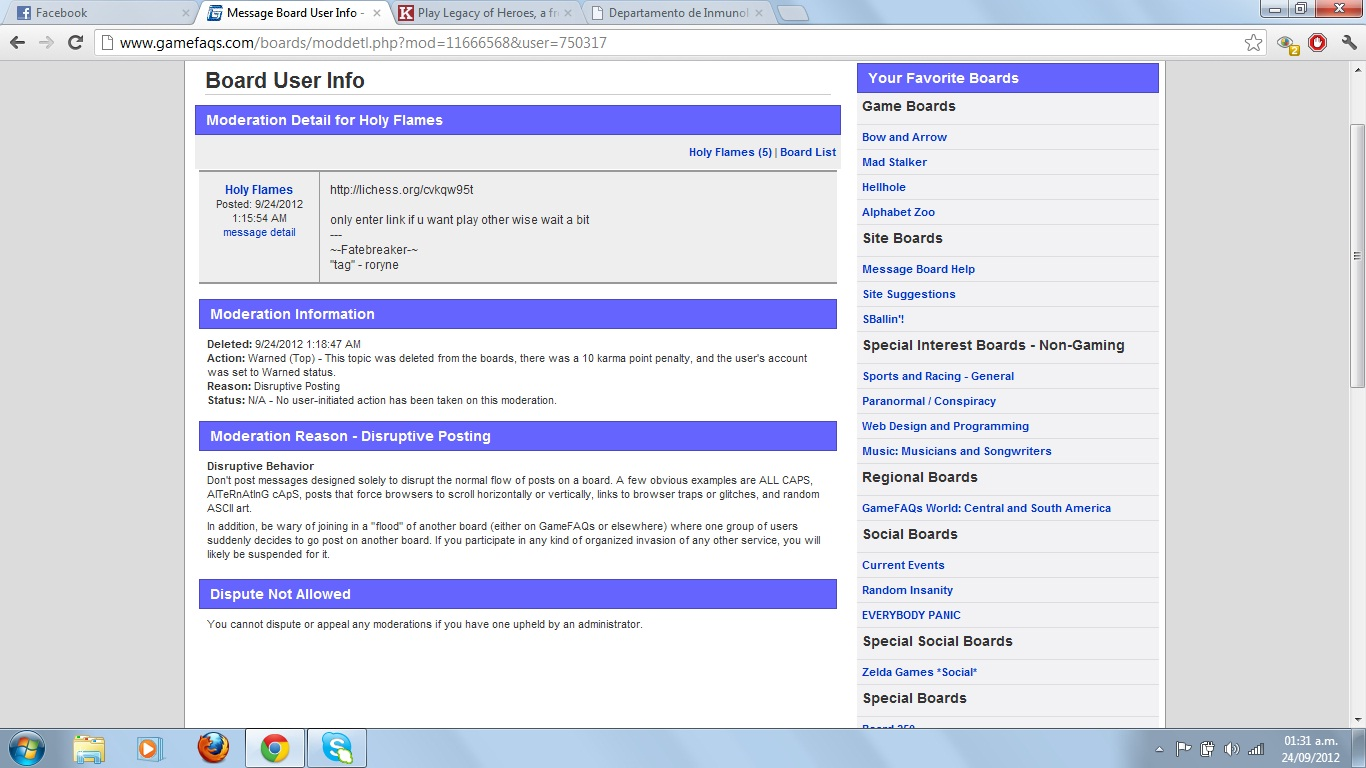 Facebook
Message Board User Info -
Play Legacy of Heroes, a fr
Departamento de Inmunol
www.gamefaqs.com/boards/moddetl.php?mod=11666568&user=750317
2
Board User Info
Moderation Detail for Holy Flames
Holy Flames (5) | Board List
Holy Flames
Posted: 9/24/2012
1:15:54 AM
message detail
http://lichess.org/cvkqw95t
only enter link if u want play other wise wait a bit
---
~-Fatebreaker-~
"tag" - roryne
Moderation Information
Deleted: 9/24/2012 1:18:47 AM
Action: Warned (Top) - This topic was deleted from the boards, there was a 10 karma point penalty, and the user's account
was set to Warned status.
Reason: Disruptive Posting
Status: N/A - No user-initiated action has been taken on this moderation.
Moderation Reason - Disruptive Posting
Disruptive Behavior
Don't post messages designed solely to disrupt the normal flow of posts on a board. A few obvious examples are ALL CAPS,
AlTeRnAtInG cApS, posts that force browsers to scroll horizontally or vertically, links to browser traps or glitches, and random
ASCII art.
In addition, be wary of joining in a "flood" of another board (either on GameFAQs or elsewhere) where one group of users
suddenly decides to go post on another board. If you participate in any kind of organized invasion of any other service, you will
likely be suspended for it.
Dispute Not Allowed
You cannot dispute or appeal any moderations if you have one upheld by an administrator.
Your Favorite Boards
Game Boards
Bow and Arrow
Mad Stalker
Hellhole
Alphabet Zoo
Site Boards
Message Board Help
Site Suggestions
SBallin'!
Special Interest Boards - Non-Gaming
Sports and Racing - General
Paranormal / Conspiracy
Web Design and Programming
Music: Musicians and Songwriters
Regional Boards
GameFAQs World: Central and South America
Social Boards
Current Events
Random Insanity
EVERYBODY PANIC
Special Social Boards
Zelda Games *Social*
Special Boards
Board 250
01:31 a.m.
24/09/2012